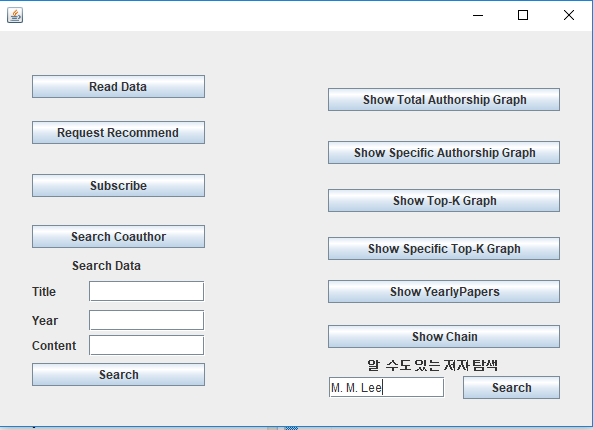 Read Data
Request Recommend
Subscribe
Search Coauthor
Search Data
Title
Year
Content
Search
Show Total Authorship Graph
Show Specific Authorship Graph
Show Top-K Graph
Show Specific Top-K Graph
Show YearlyPapers
Show Chain
알 수도 있는 저자 탐색
M. M. Lee
Search